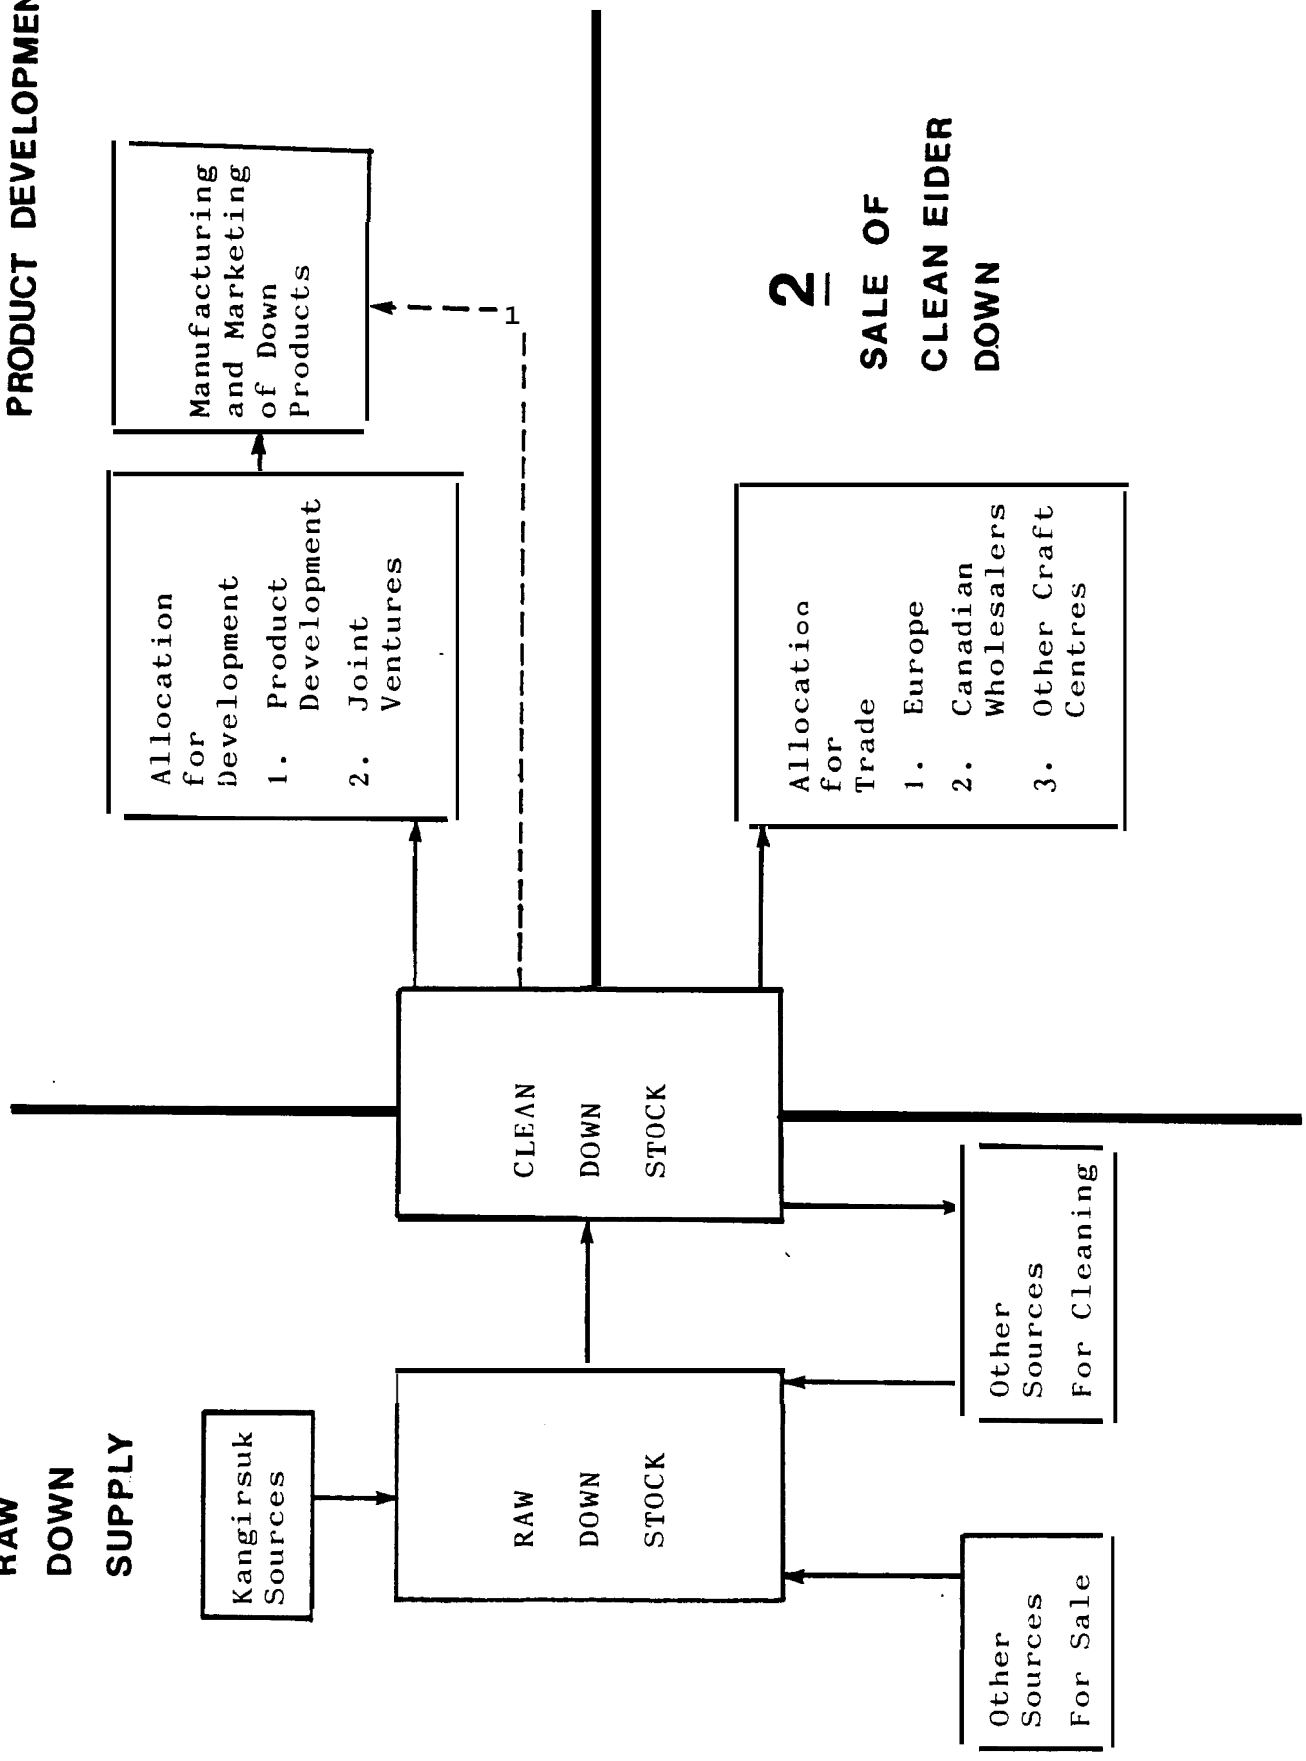 RAW
DOWN
SUPPLY
Kangirsuk
Sources
RAW
DOWN
STOCK
Other
Sources
For Sale
Other
Sources
For Cleaning
CLEAN
DOWN
STOCK
PRODUCT DEVELOPMEN
Allocation
for
Development
1. Product
Development
2. Joint
Ventures
Manufacturing
and Marketing
of Down
Products
1
2
SALE OF
CLEAN EIDER
DOWN
Allocation
for
Trade
1. Europe
2. Canadian
Wholesalers
3. Other Craft
Centres